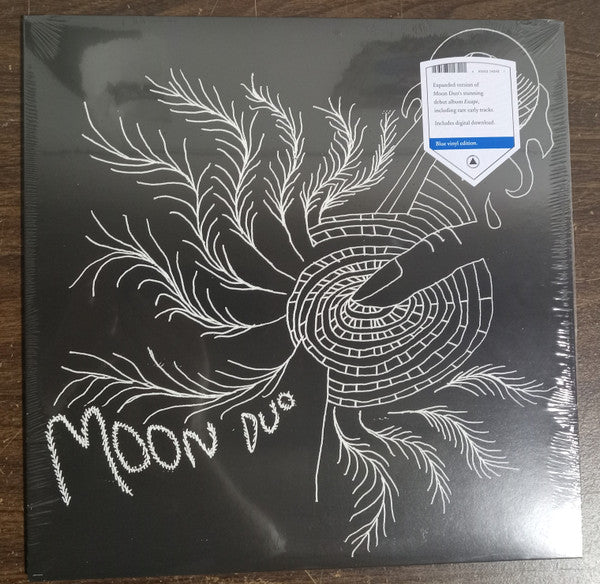 Expanded version of
Moon Duo's stunning
debut album Escape,
including rare early tracks.
Includes digital download.
Blue vinyl edition.
MOON DUO